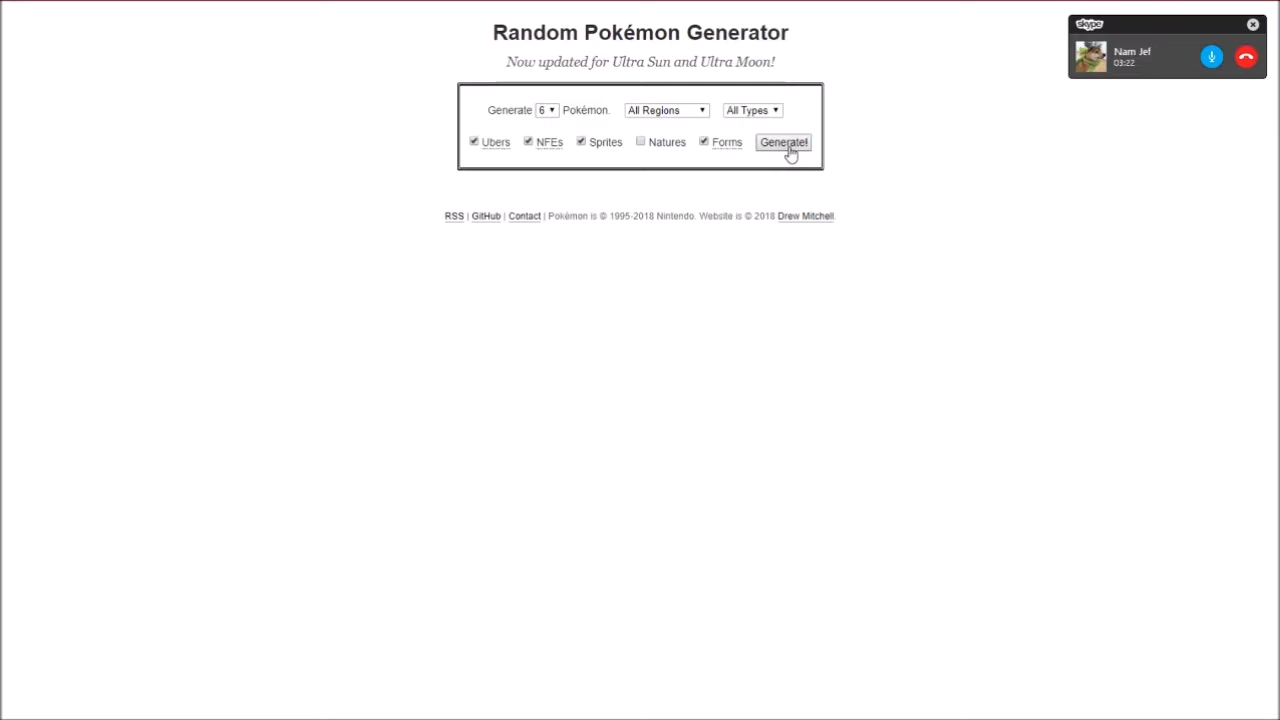 Random Pokémon Generator
Now updated for Ultra Sun and Ultra Moon!
Generate 6 Pokémon. All Regions All Types
Ubers NFEs Sprites Natures Forms Generate!
RSS | GitHub | Contact | Pokémon is © 1995-2018 Nintendo. Website is © 2018 Drew Mitchell.
skype
Nam Jef
03:22